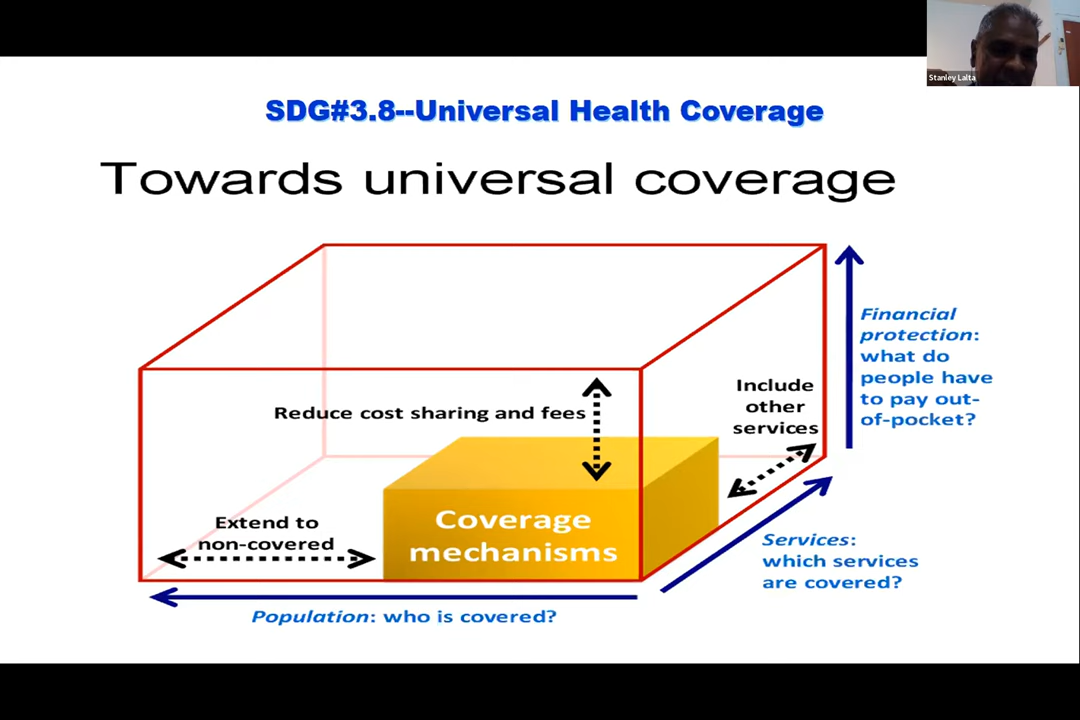 Stanley Lalta
SDG#3.8--Universal Health Coverage
Towards universal coverage
Financial
protection:
what do
people have
to pay out-
of-pocket?
Include
other
services
Reduce cost sharing and fees
Coverage
mechanisms
Extend to
non-covered
Services:
which services
are covered?
Population: who is covered?